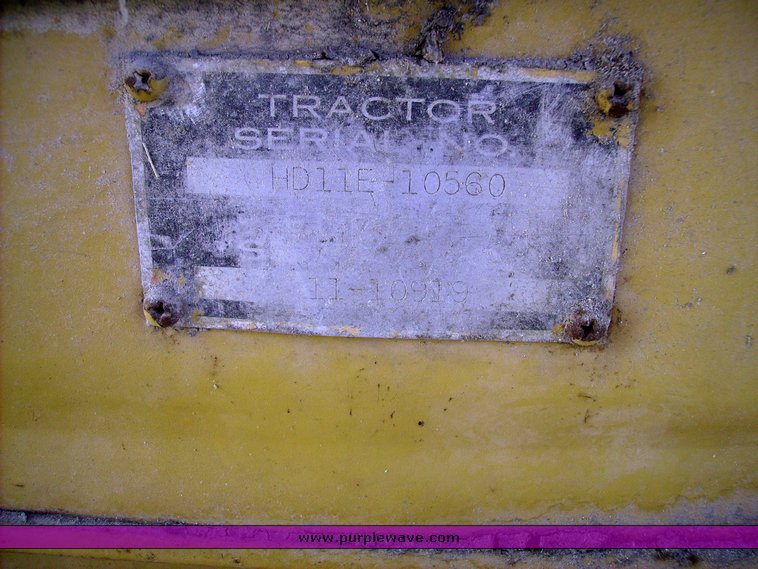 TRACTOR
SERIAL NO.
HD11E-10560
11-10919
www.purplewave.com